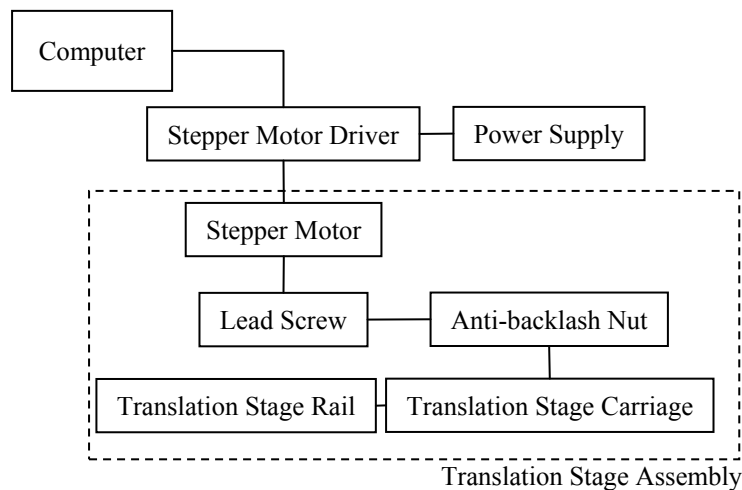 Computer
Stepper Motor Driver
Power Supply
Stepper Motor
Lead Screw
Anti-backlash Nut
Translation Stage Rail
Translation Stage Carriage
Translation Stage Assembly